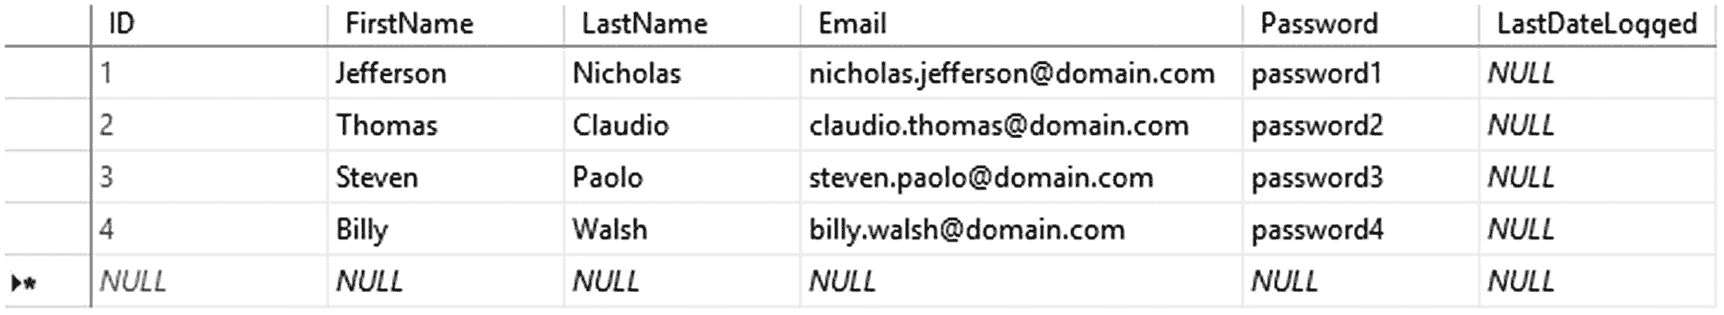 ID FirstName LastName Email Password LastDateLogged
1 Jefferson Nicholas nicholas.jefferson@domain.com password1 NULL
2 Thomas Claudio claudio.thomas@domain.com password2 NULL
3 Steven Paolo steven.paolo@domain.com password3 NULL
4 Billy Walsh billy.walsh@domain.com password4 NULL
NULL NULL NULL NULL NULL NULL